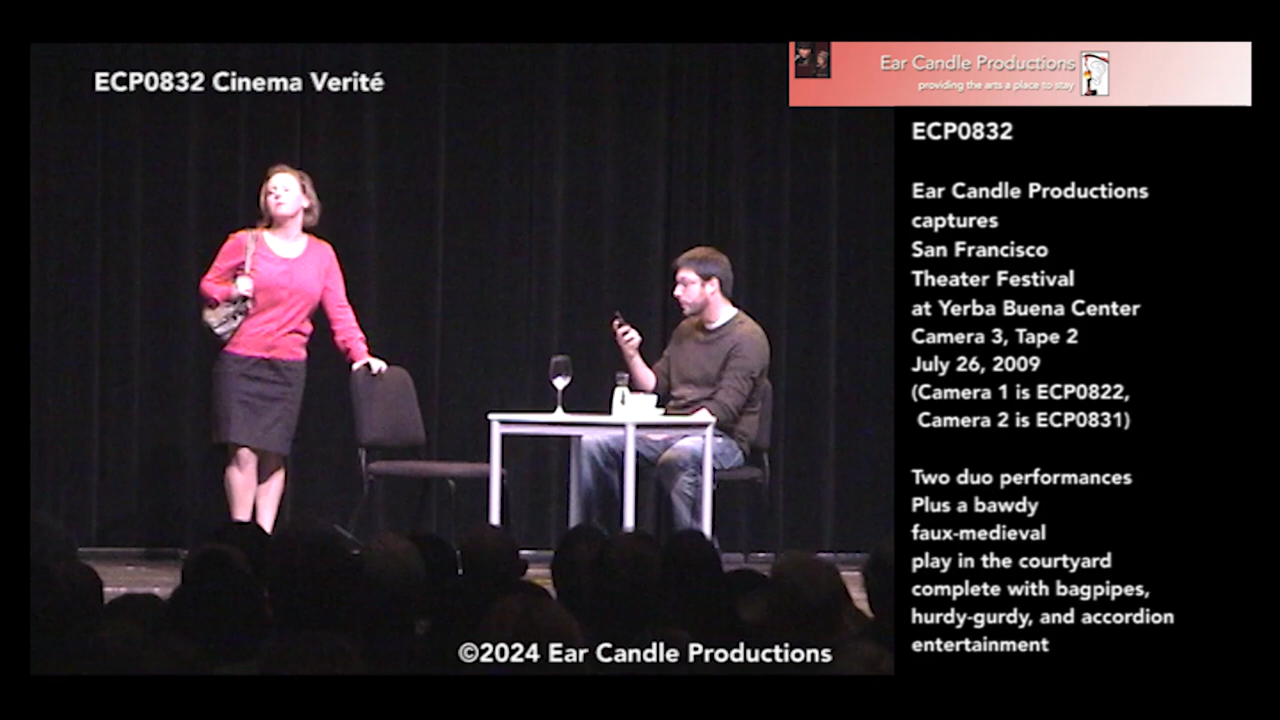 ECP0832 Cinema Verité
Ear Candle Productions
providing the arts a place to stay
ECP0832
Ear Candle Productions
captures
San Francisco
Theater Festival
at Yerba Buena Center
Camera 3, Tape 2
July 26, 2009
(Camera 1 is ECP0822,
Camera 2 is ECP0831)
Two duo performances
Plus a bawdy
faux-medieval
play in the courtyard
complete with bagpipes,
hurdy-gurdy, and accordion
entertainment
©2024 Ear Candle Productions